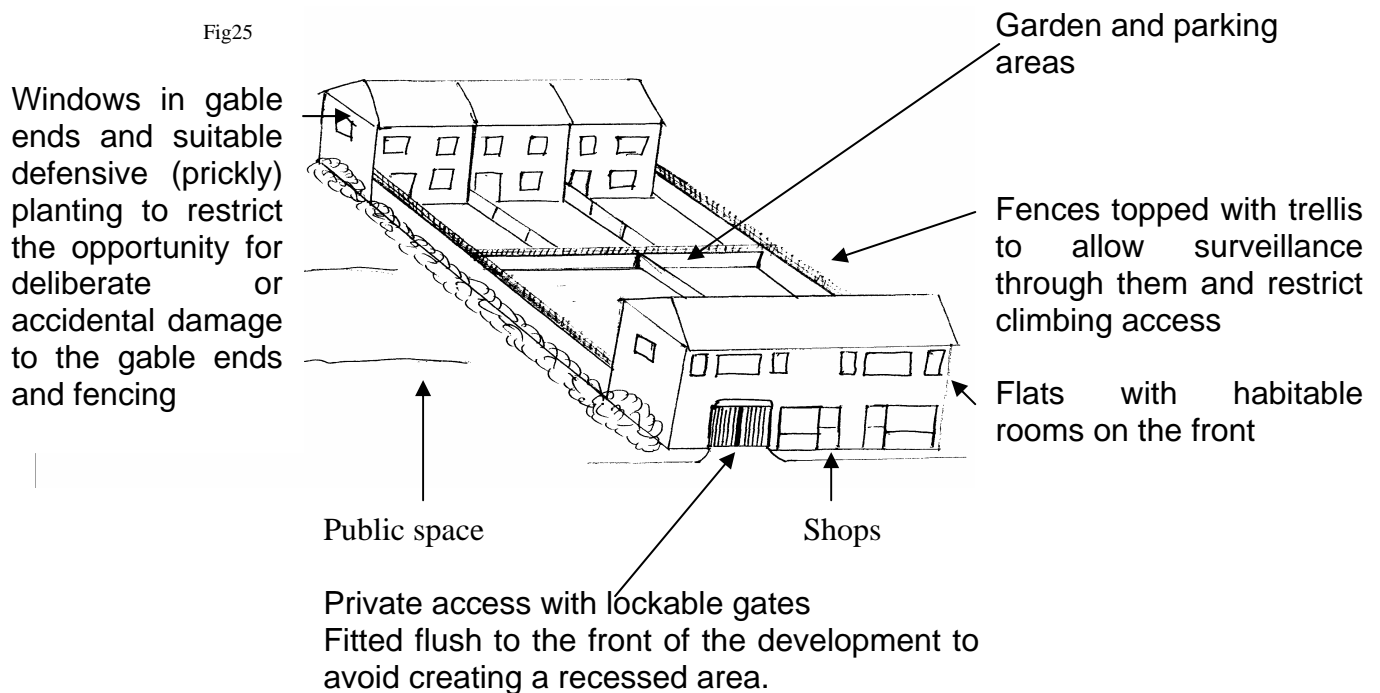 Fig25
Garden and parking
areas
Windows in gable
ends and suitable
defensive (prickly)
planting to restrict
the opportunity for
deliberate or
accidental damage
to the gable ends
and fencing
Fences topped with trellis
to allow surveillance
through them and restrict
climbing access
Flats with habitable
rooms on the front
Public space
Shops
Private access with lockable gates
Fitted flush to the front of the development to
avoid creating a recessed area.